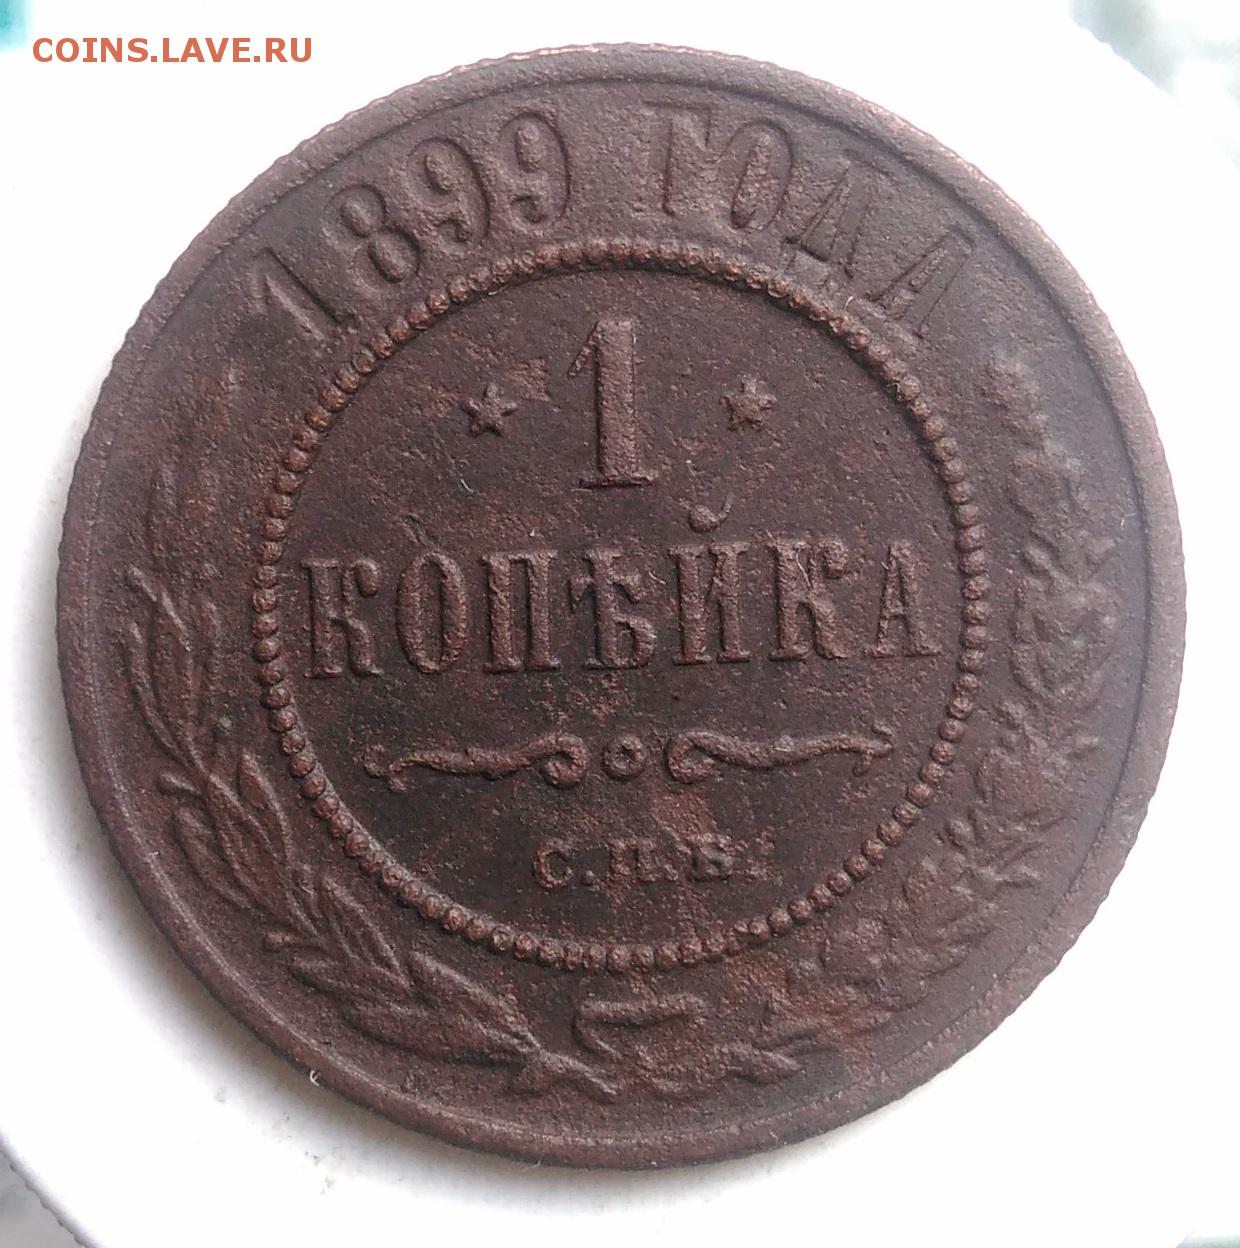 COINS.LAVE.RU
1899 ГОДА
1
КОПѢЙКА
С.П.Б.